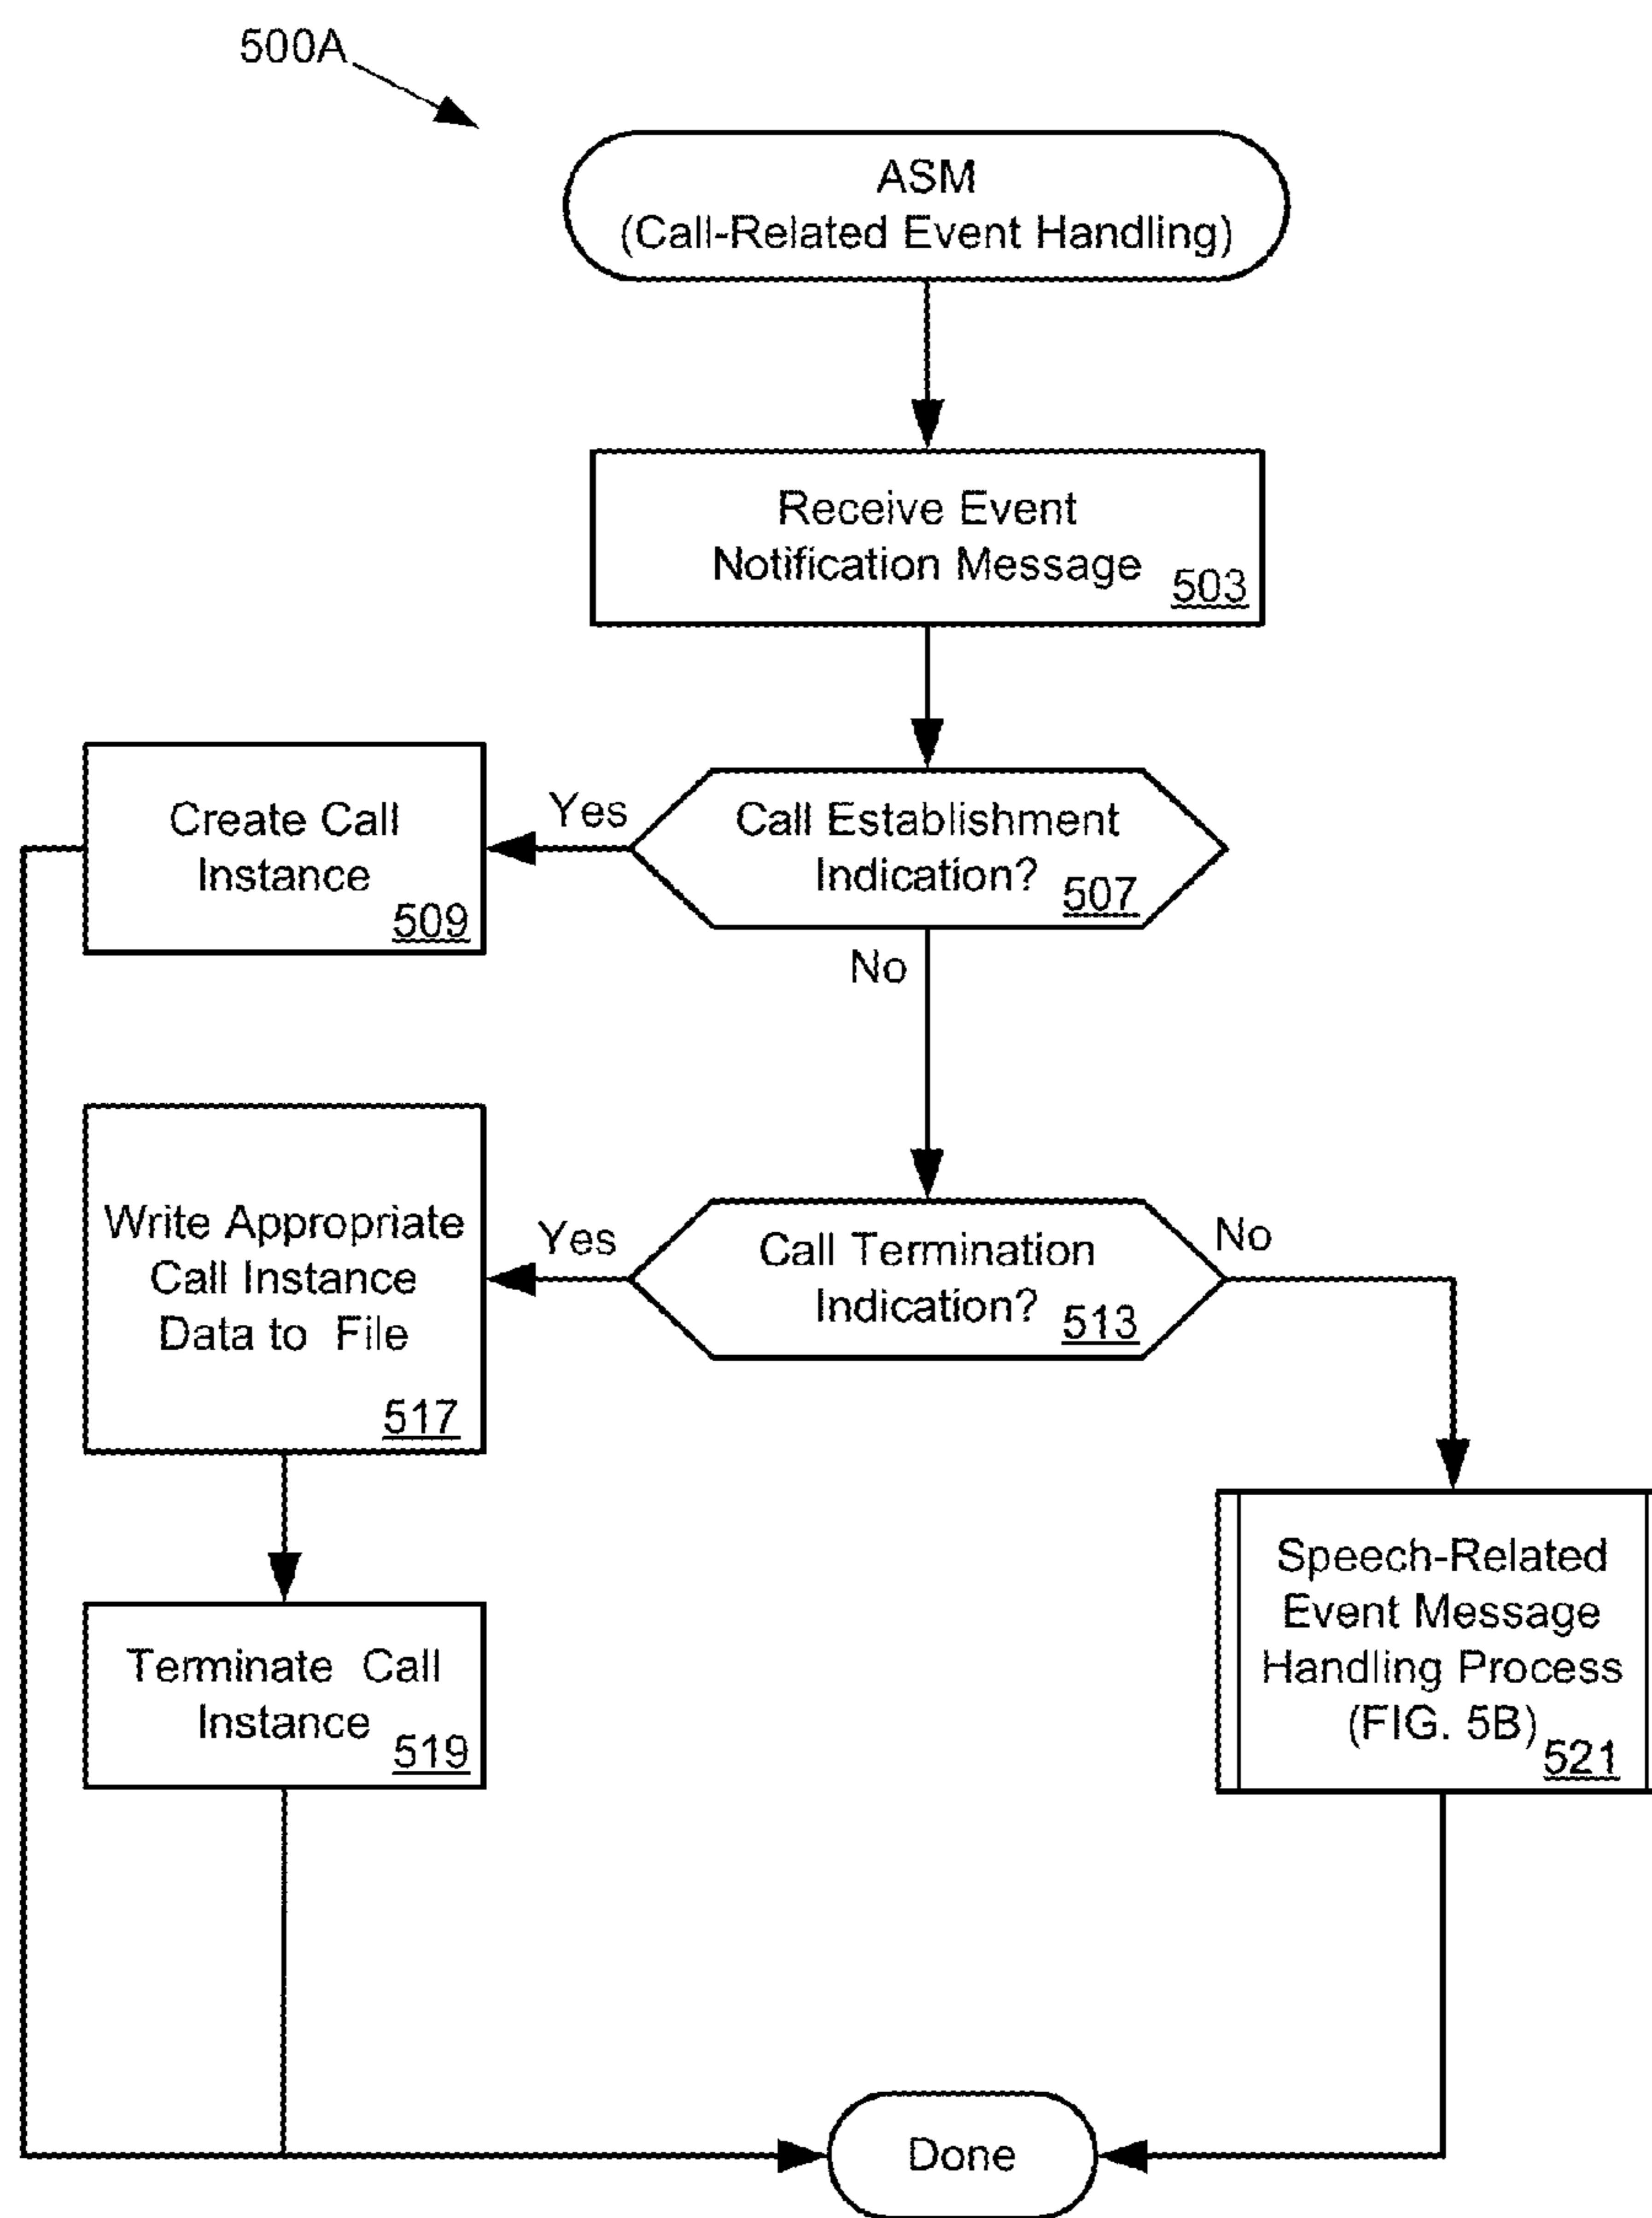 500A
ASM
(Call-Related Event Handling)
Receive Event
Notification Message
503
Create Call
Instance
509
Yes
Call Establishment
Indication?
507
No
Write Appropriate
Call Instance
Data to File
517
Yes
Call Termination
Indication?
513
No
Terminate Call
Instance
519
Speech-Related
Event Message
Handling Process
(FIG. 5B)
521
Done